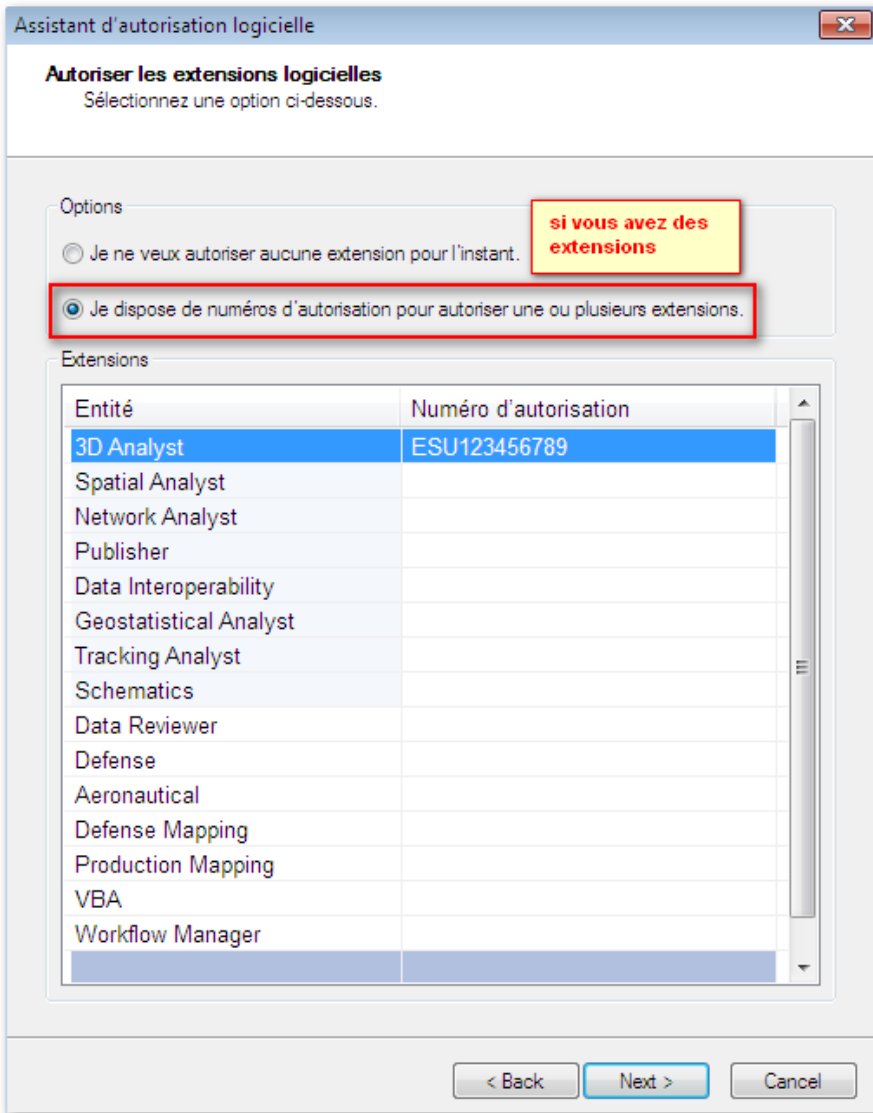 Assistant d'autorisation logicielle
Autoriser les extensions logicielles
Sélectionnez une option ci-dessous.
Options
si vous avez des
extensions
Je ne veux autoriser aucune extension pour l'instant.
Je dispose de numéros d'autorisation pour autoriser une ou plusieurs extensions.
Extensions
Entité Numéro d'autorisation
3D Analyst ESU123456789
Spatial Analyst
Network Analyst
Publisher
Data Interoperability
Geostatistical Analyst
Tracking Analyst
Schematics
Data Reviewer
Defense
Aeronautical
Defense Mapping
Production Mapping
VBA
Workflow Manager
< Back Next > Cancel